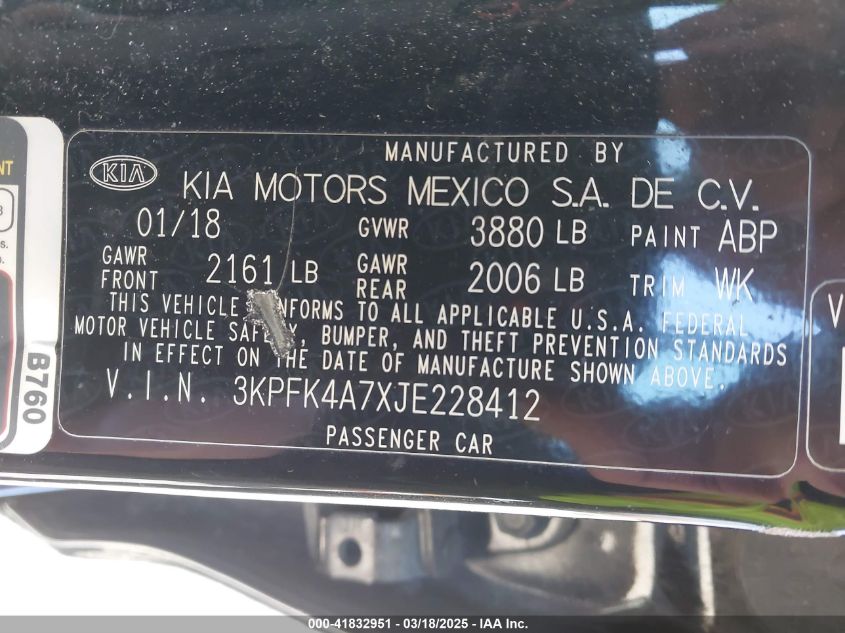 MANUFACTURED BY
KIA KIA MOTORS MEXICO S.A. DE C.V.
01/18 GVWR 3880 LB PAINT ABP
GAWR FRONT 2161 LB GAWR REAR 2006 LB TRIM WK
THIS VEHICLE TO ALL APPLICABLE U.S.A. FEDERAL
MOTOR VEHICLE BUMPER, AND THEFT PREVENTION STANDARDS
IN EFFECT ON THE DATE OF MANUFACTURE SHOWN ABOVE.
V.I.N. 3KPFK4A7XJE228412
PASSENGER CAR
B760
000-41832951 / 03/18/2025 / IAA Inc.